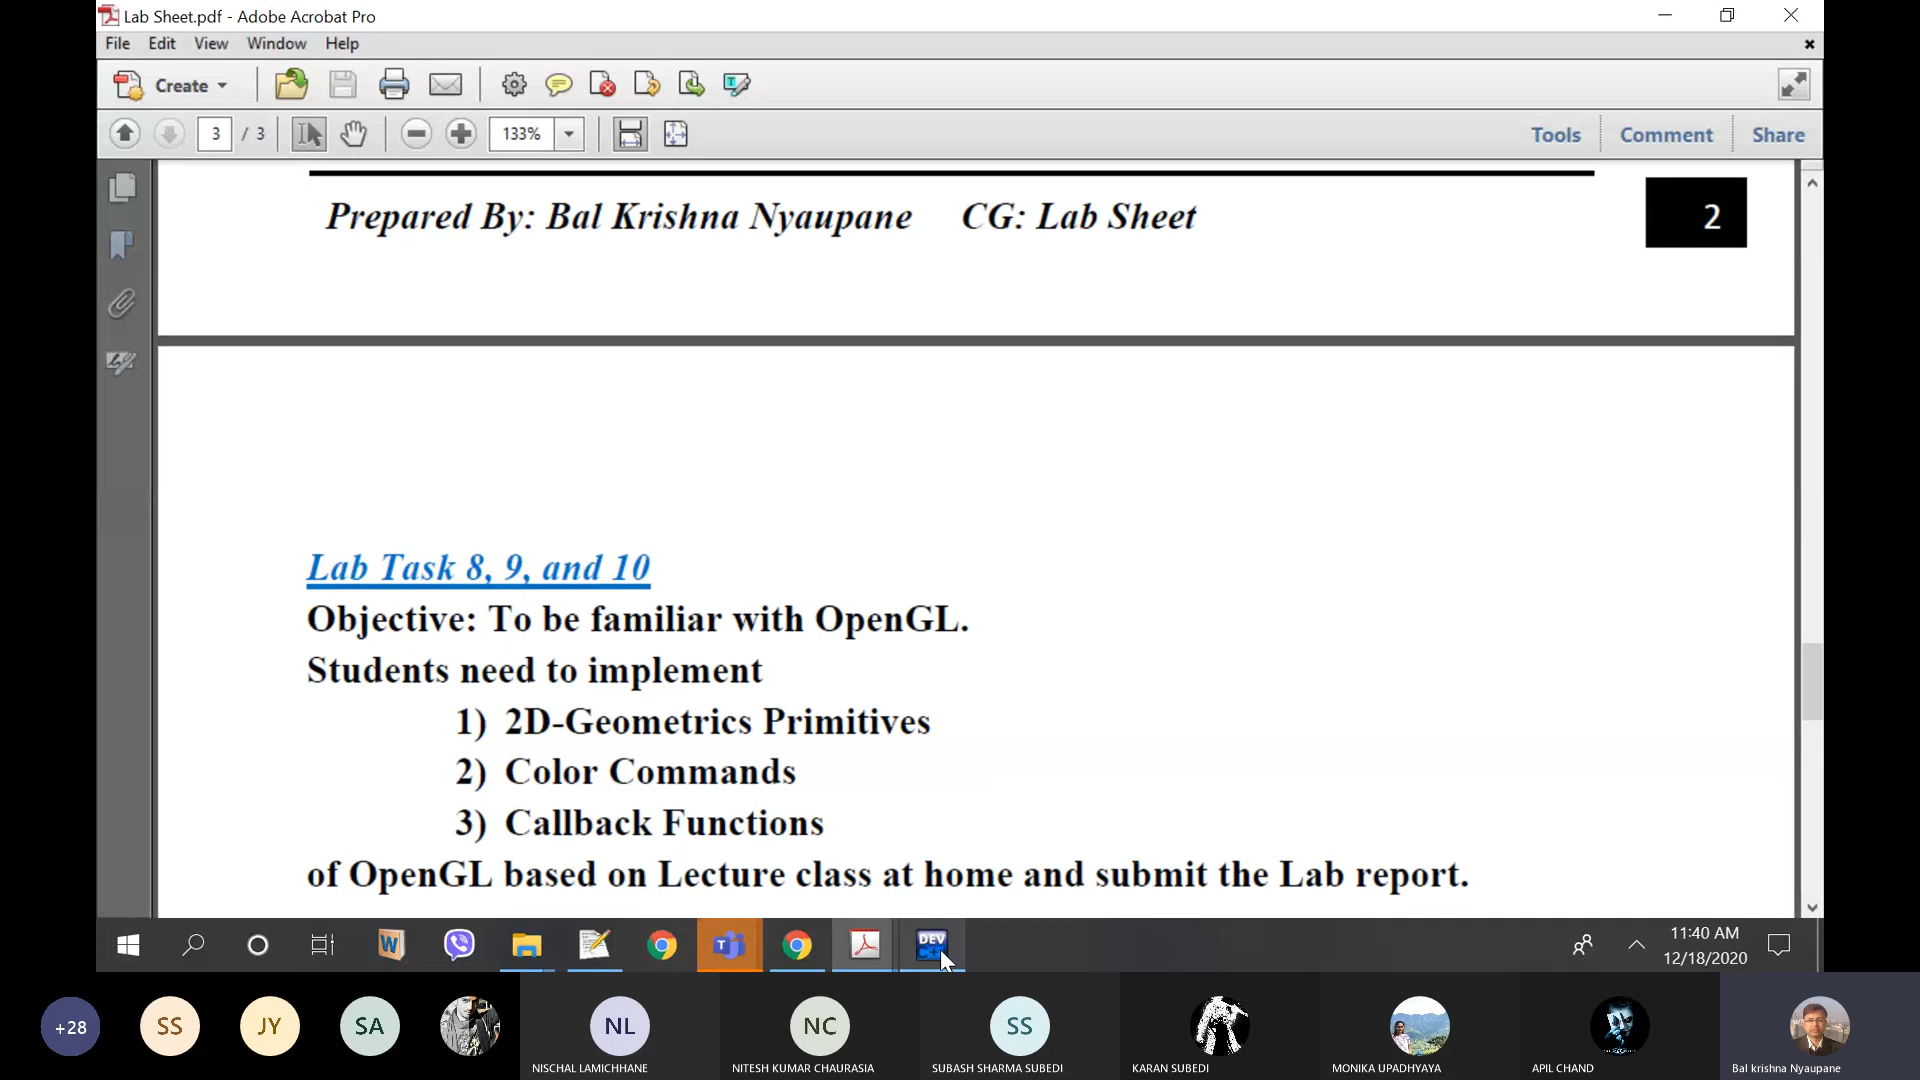 Lab Sheet.pdf - Adobe Acrobat Pro
File Edit View Window Help
Create
3 / 3 133% Tools Comment Share
Prepared By: Bal Krishna Nyaupane CG: Lab Sheet 2
Lab Task 8, 9, and 10
Objective: To be familiar with OpenGL.
Students need to implement
1) 2D-Geometrics Primitives
2) Color Commands
3) Callback Functions
of OpenGL based on Lecture class at home and submit the Lab report.
DEV
C++
11:40 AM
12/18/2020
+28 SS JY SA NL NC SS
NISCHAL LAMICHHANE NITESH KUMAR CHAURASIA SUBASH SHARMA SUBEDI KARAN SUBEDI MONIKA UPADHYAYA APIL CHAND Bal krishna Nyaupane